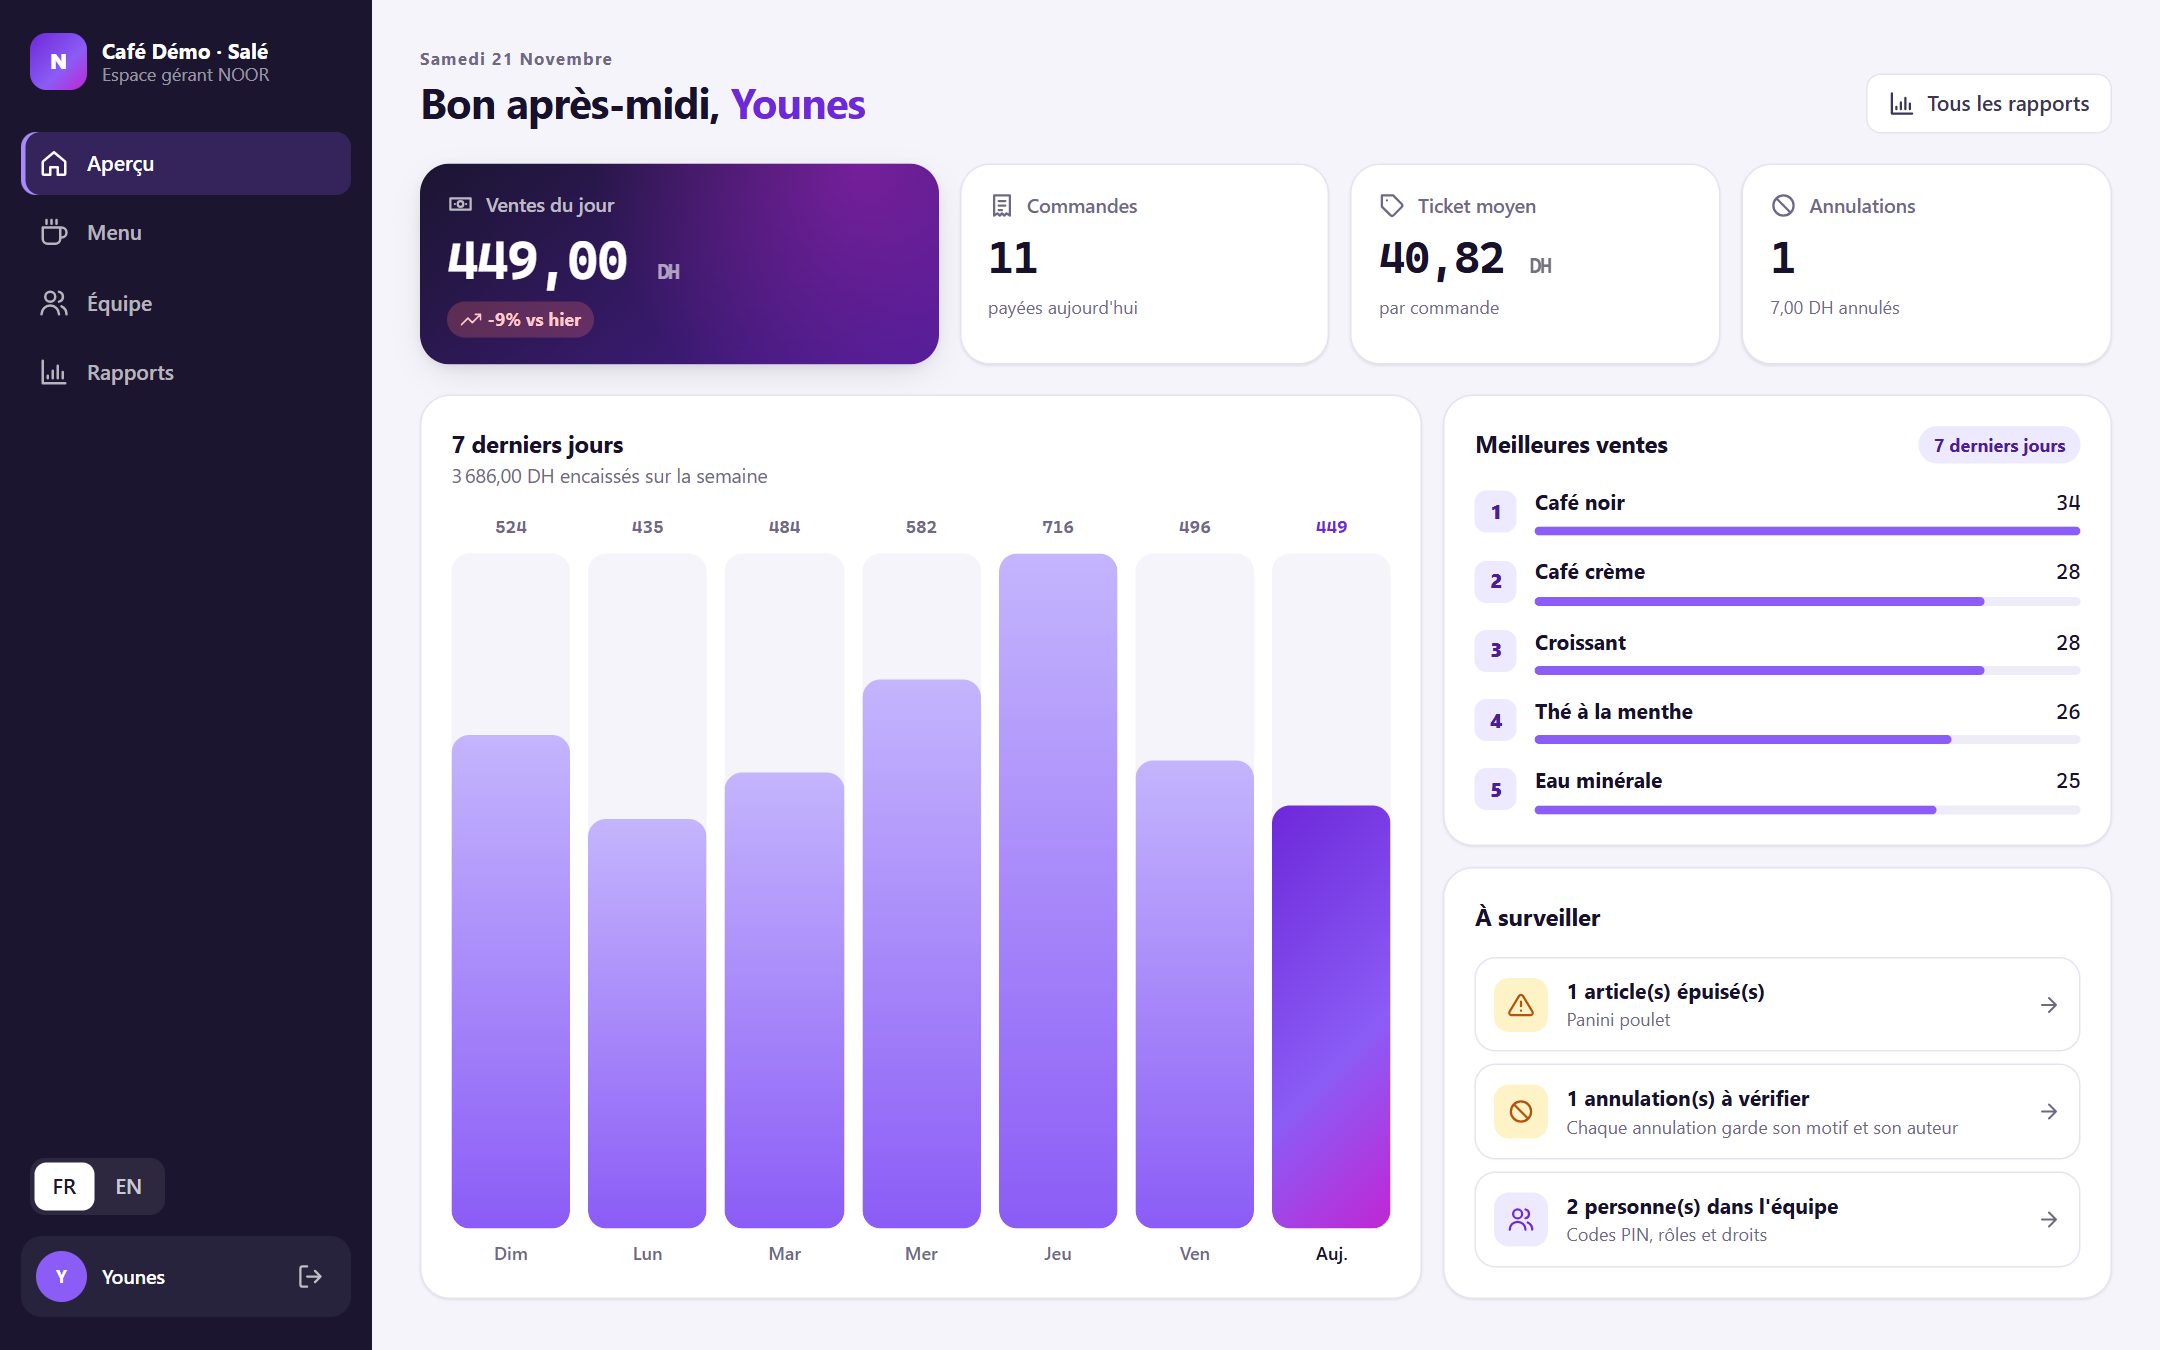 N
Café Démo · Salé
Espace gérant NOOR
Aperçu
Menu
Équipe
Rapports
FR EN
Y Younes
Samedi 21 Novembre
Bon après-midi, Younes
Tous les rapports
Ventes du jour
449,00 DH
-9% vs hier
Commandes
11
payées aujourd'hui
Ticket moyen
40,82 DH
par commande
Annulations
1
7,00 DH annulés
7 derniers jours
3 686,00 DH encaissés sur la semaine
524 435 484 582 716 496 449
Dim Lun Mar Mer Jeu Ven Auj.
Meilleures ventes
7 derniers jours
1 Café noir 34
2 Café crème 28
3 Croissant 28
4 Thé à la menthe 26
5 Eau minérale 25
À surveiller
1 article(s) épuisé(s)
Panini poulet
1 annulation(s) à vérifier
Chaque annulation garde son motif et son auteur
2 personne(s) dans l'équipe
Codes PIN, rôles et droits